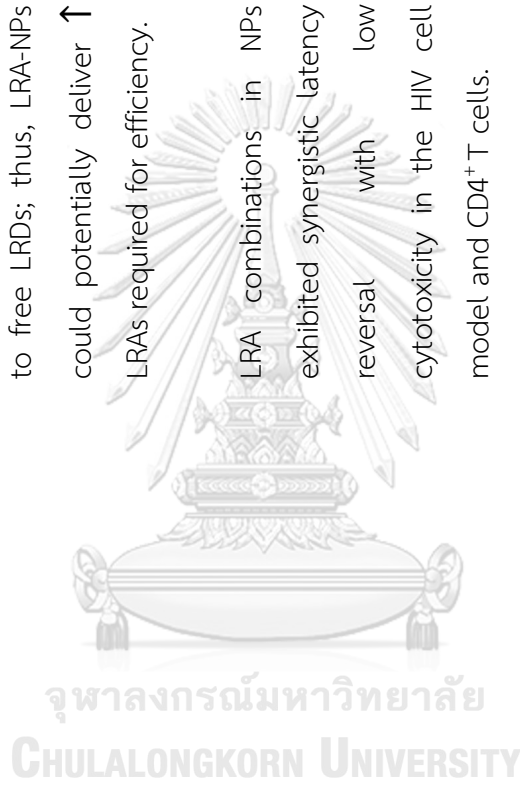 to free LRDs; thus, LRA-NPs
could potentially deliver ↑
LRAs required for efficiency.
LRA combinations in NPs
exhibited synergistic latency
reversal with low
cytotoxicity in the HIV cell
model and CD4⁺ T cells.
จุฬาลงกรณ์มหาวิทยาลัย
CHULALONGKORN UNIVERSITY